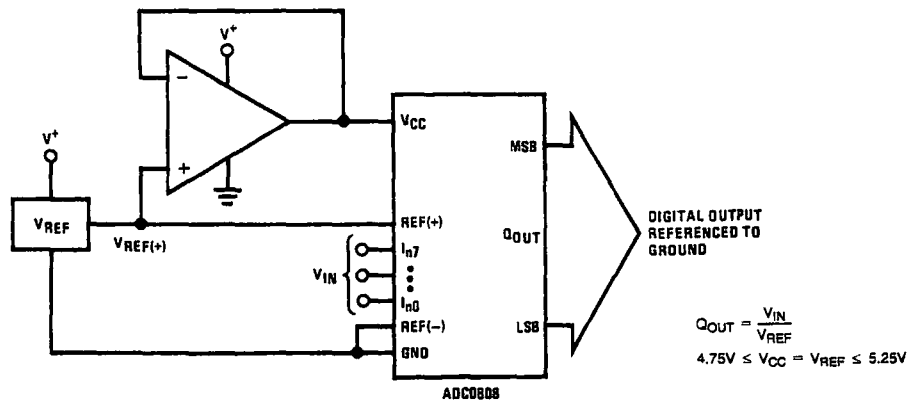 V+
−
+
V+
VREF
VREF(+)
VCC
REF(+)
In7
VIN
In0
REF(−)
GND
MSB
QOUT
LSB
ADC0808
DIGITAL OUTPUT
REFERENCED TO
GROUND
QOUT = VIN / VREF
4.75V ≤ VCC = VREF ≤ 5.25V